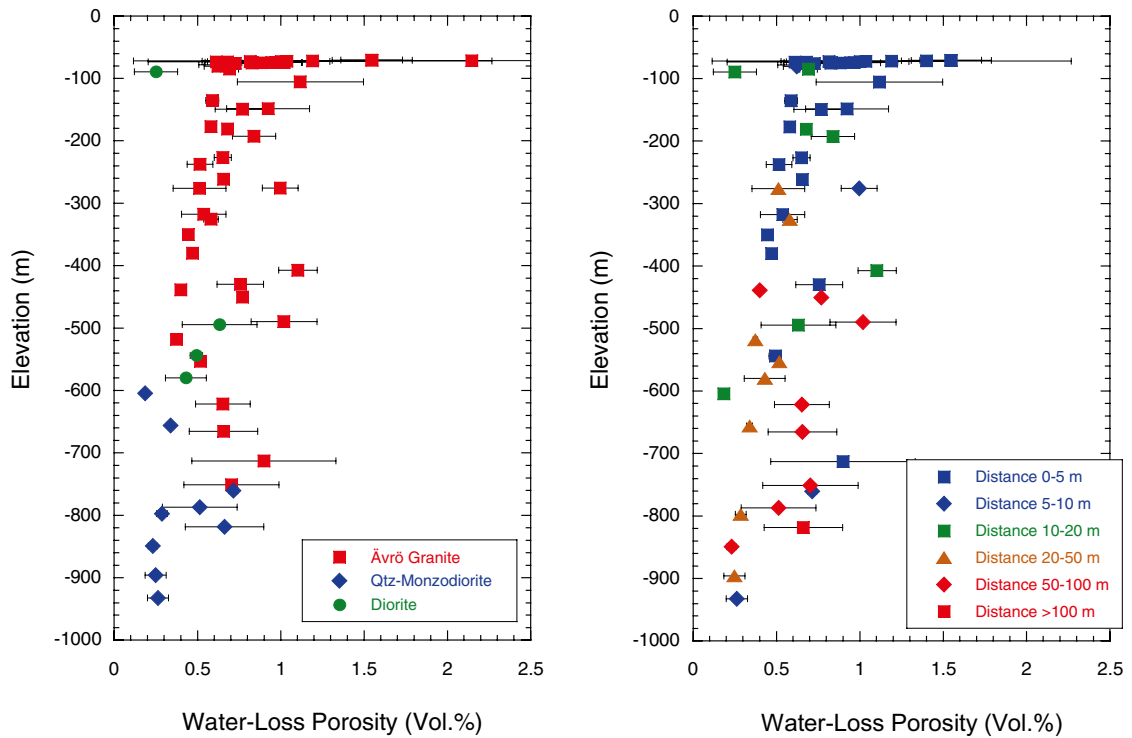 0
-100
-200
-300
-400
-500
-600
-700
-800
-900
-1000
Elevation (m)
0
0.5
1
1.5
2
2.5
Water-Loss Porosity (Vol.%)
Ävrö Granite
Qtz-Monzodiorite
Diorite
0
-100
-200
-300
-400
-500
-600
-700
-800
-900
-1000
Elevation (m)
0
0.5
1
1.5
2
2.5
Water-Loss Porosity (Vol.%)
Distance 0-5 m
Distance 5-10 m
Distance 10-20 m
Distance 20-50 m
Distance 50-100 m
Distance >100 m